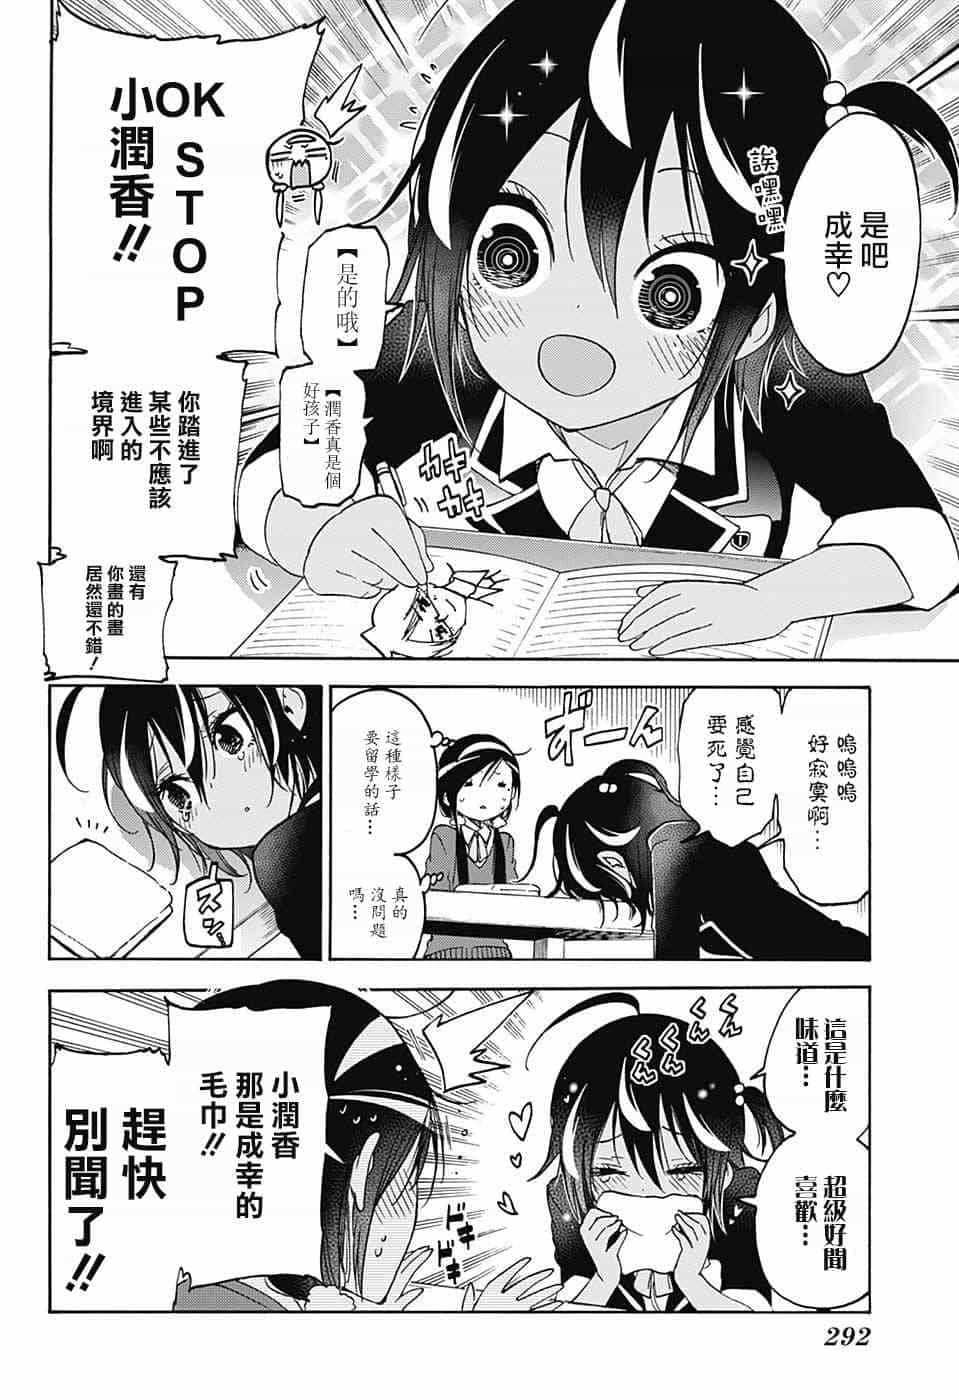 是吧
成幸♡
誒嘿嘿
【是的哦】
【潤香真是個
好孩子】
カキカキ
OK
STOP
小潤香!!
你踏進了
某些不應該
進入的
境界啊
還有
你畫的畫
居然還不錯!
嗚嗚嗚
好寂寞啊…
感覺自己
要死了…
ずーん
這種樣子
要留學的話…
真的
沒問題
嗎…
スン…
這是什麼
味道…
超級好聞
喜歡…
くんくん
くんくん
ドキ
ドキ
小潤香
那是成幸的
毛巾!!
趕快
別聞了!!
292